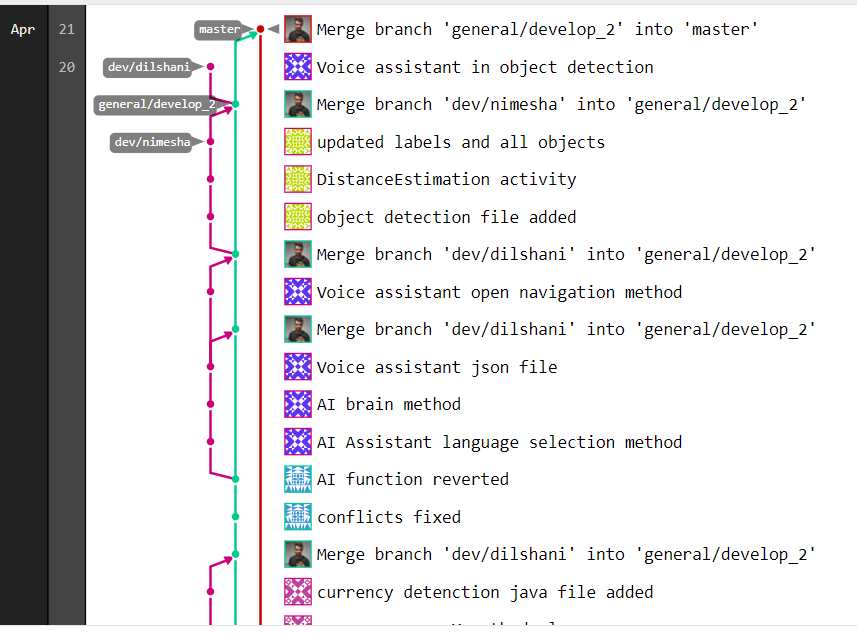 Apr 21 master Merge branch 'general/develop_2' into 'master'
20 dev/dilshani Voice assistant in object detection
general/develop_2 Merge branch 'dev/nimesha' into 'general/develop_2'
dev/nimesha updated labels and all objects
DistanceEstimation activity
object detection file added
Merge branch 'dev/dilshani' into 'general/develop_2'
Voice assistant open navigation method
Merge branch 'dev/dilshani' into 'general/develop_2'
Voice assistant json file
AI brain method
AI Assistant language selection method
AI function reverted
conflicts fixed
Merge branch 'dev/dilshani' into 'general/develop_2'
currency detenction java file added